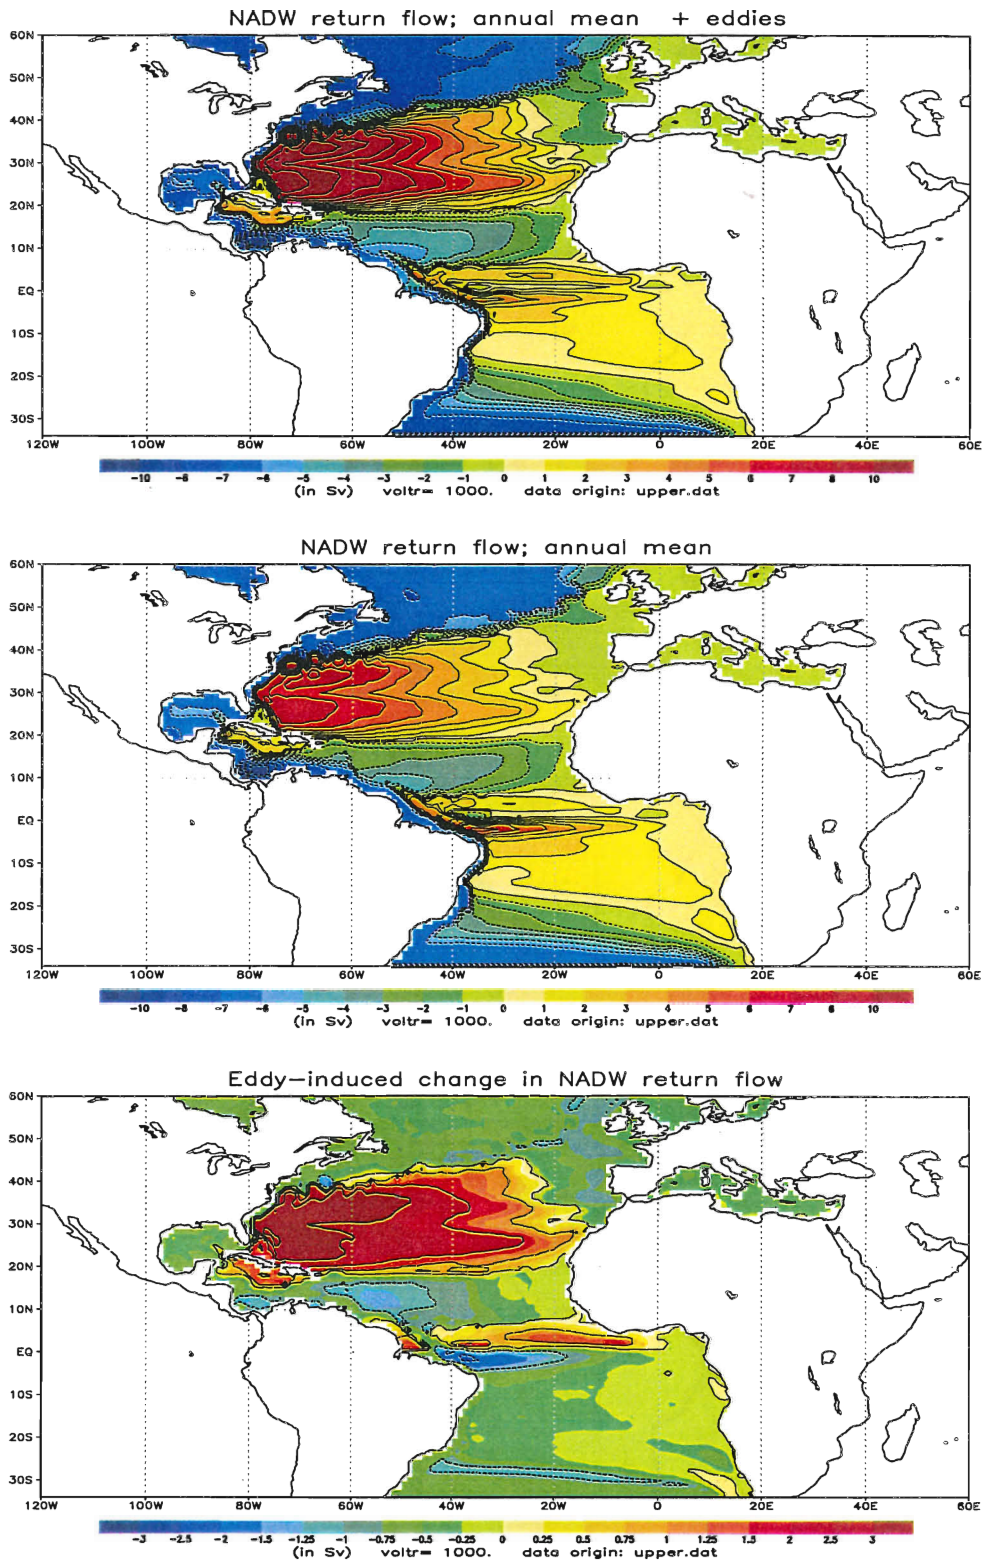 NADW return flow; annual mean + eddies
60N
50N
40N
30N
20N
10N
EQ
10S
20S
30S
120W 100W 80W 60W 40W 20W 0 20E 40E 60E
-10 -8 -7 -6 -5 -4 -3 -2 -1 0 1 2 3 4 5 6 7 8 10
(in Sv) voltr= 1000. data origin: upper.dat
NADW return flow; annual mean
60N
50N
40N
30N
20N
10N
EQ
10S
20S
30S
120W 100W 80W 60W 40W 20W 0 20E 40E 60E
-10 -8 -7 -6 -5 -4 -3 -2 -1 0 1 2 3 4 5 6 7 8 10
(in Sv) voltr= 1000. data origin: upper.dat
Eddy-induced change in NADW return flow
60N
50N
40N
30N
20N
10N
EQ
10S
20S
30S
120W 100W 80W 60W 40W 20W 0 20E 40E 60E
-3 -2.5 -2 -1.5 -1.25 -1 -0.75 -0.5 -0.25 0 0.25 0.75 1 1.25 1.5 2 2.5 3
(in Sv) voltr= 1000. data origin: upper.dat